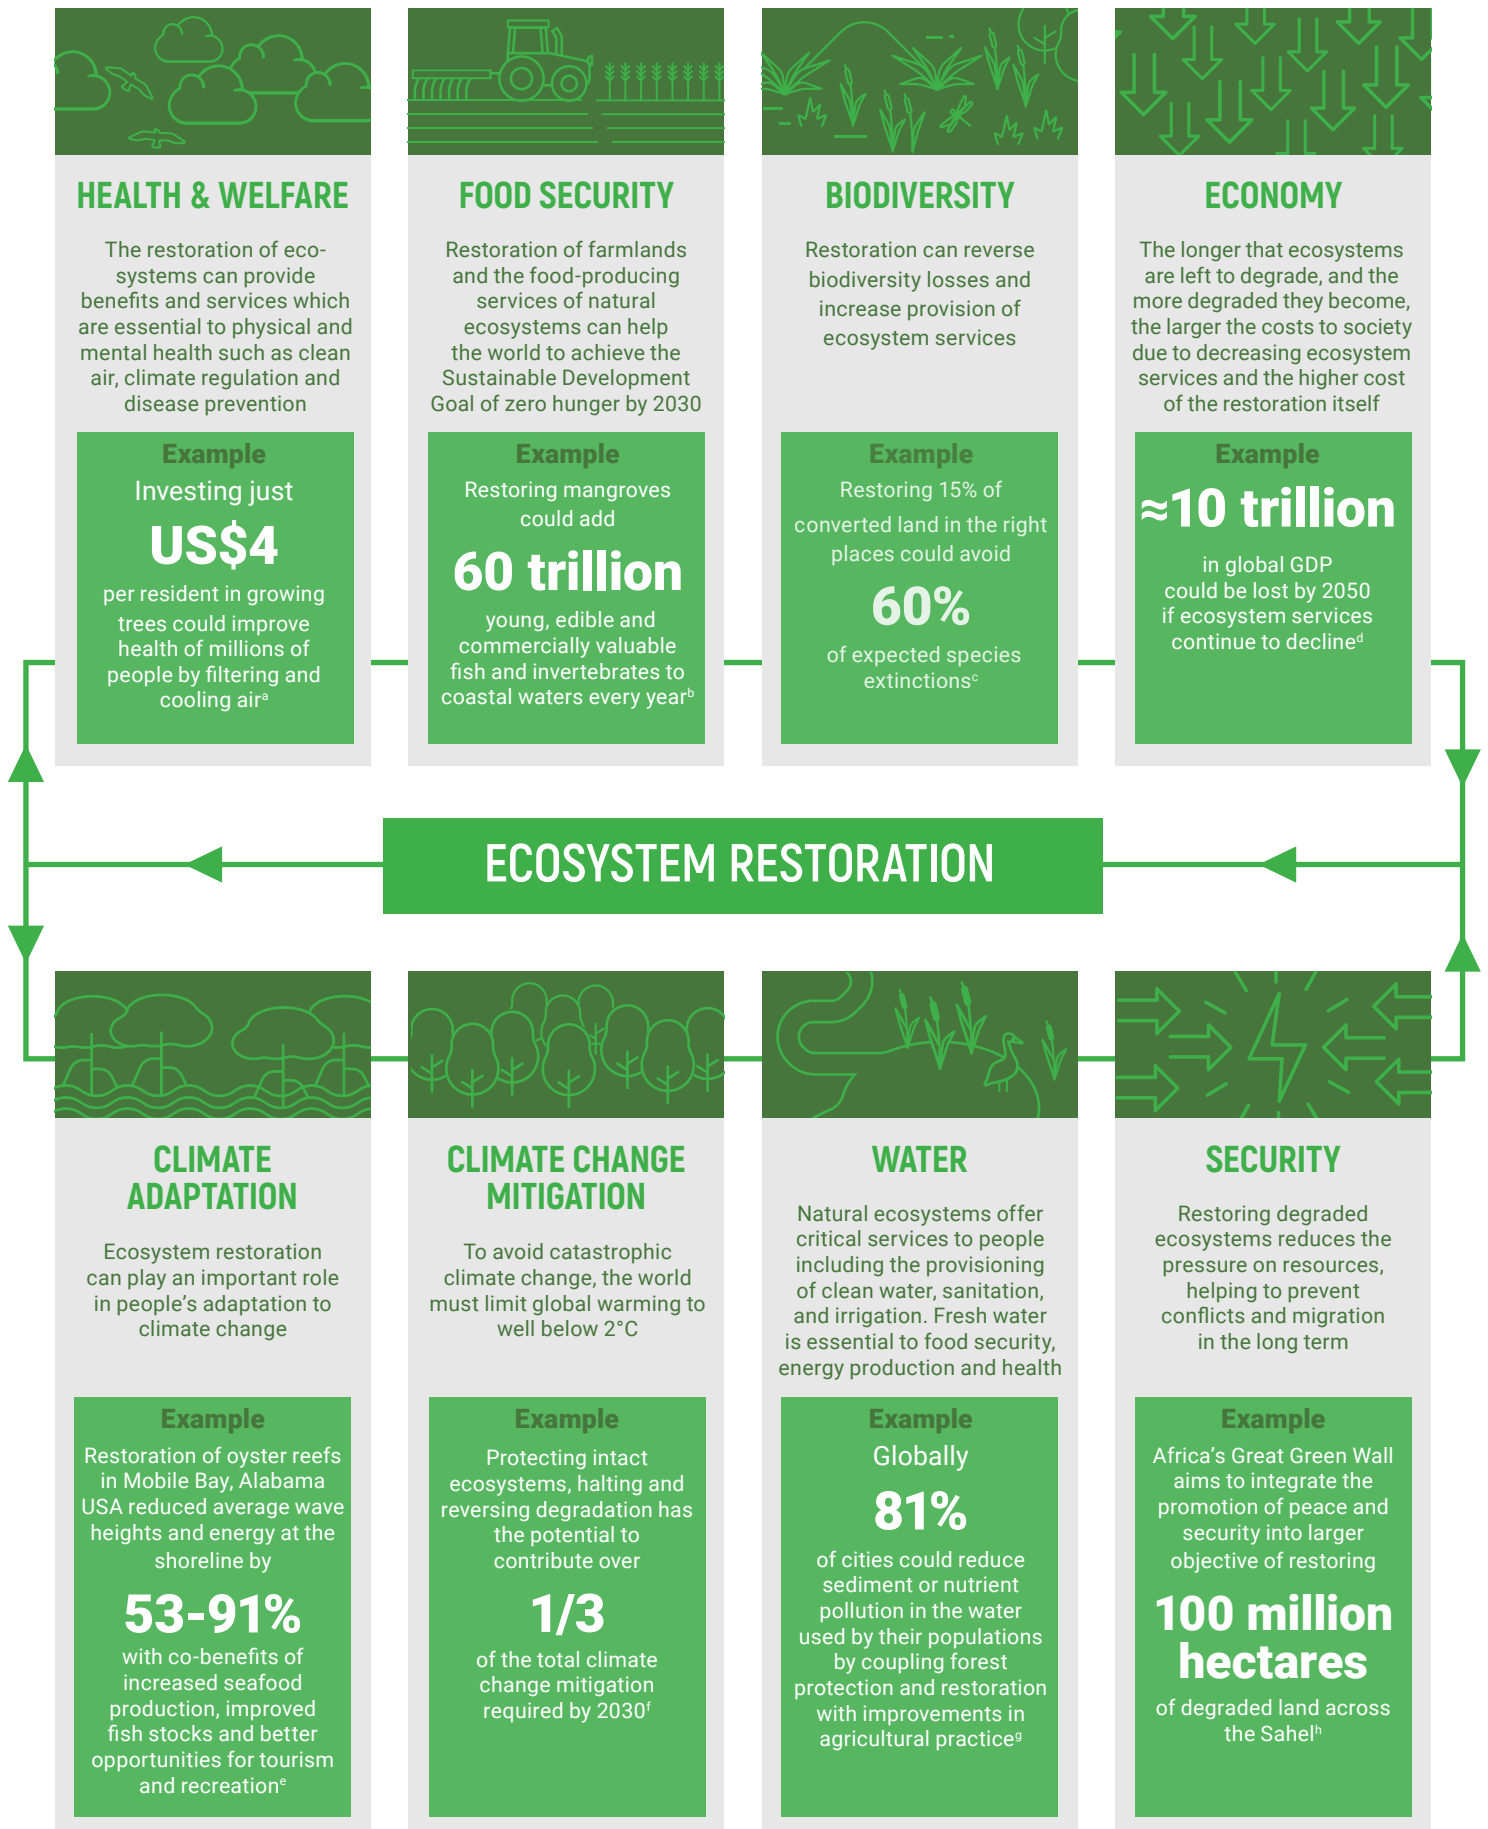 HEALTH & WELFARE
The restoration of eco-
systems can provide
benefits and services which
are essential to physical and
mental health such as clean
air, climate regulation and
disease prevention
Example
Investing just
US$4
per resident in growing
trees could improve
health of millions of
people by filtering and
cooling airᵃ
FOOD SECURITY
Restoration of farmlands
and the food-producing
services of natural
ecosystems can help
the world to achieve the
Sustainable Development
Goal of zero hunger by 2030
Example
Restoring mangroves
could add
60 trillion
young, edible and
commercially valuable
fish and invertebrates to
coastal waters every yearᵇ
BIODIVERSITY
Restoration can reverse
biodiversity losses and
increase provision of
ecosystem services
Example
Restoring 15% of
converted land in the right
places could avoid
60%
of expected species
extinctionsᶜ
ECONOMY
The longer that ecosystems
are left to degrade, and the
more degraded they become,
the larger the costs to society
due to decreasing ecosystem
services and the higher cost
of the restoration itself
Example
≈10 trillion
in global GDP
could be lost by 2050
if ecosystem services
continue to declineᵈ
ECOSYSTEM RESTORATION
CLIMATE
ADAPTATION
Ecosystem restoration
can play an important role
in people's adaptation to
climate change
Example
Restoration of oyster reefs
in Mobile Bay, Alabama
USA reduced average wave
heights and energy at the
shoreline by
53-91%
with co-benefits of
increased seafood
production, improved
fish stocks and better
opportunities for tourism
and recreationᵉ
CLIMATE CHANGE
MITIGATION
To avoid catastrophic
climate change, the world
must limit global warming to
well below 2°C
Example
Protecting intact
ecosystems, halting and
reversing degradation has
the potential to
contribute over
1/3
of the total climate
change mitigation
required by 2030ᶠ
WATER
Natural ecosystems offer
critical services to people
including the provisioning
of clean water, sanitation,
and irrigation. Fresh water
is essential to food security,
energy production and health
Example
Globally
81%
of cities could reduce
sediment or nutrient
pollution in the water
used by their populations
by coupling forest
protection and restoration
with improvements in
agricultural practiceᵍ
SECURITY
Restoring degraded
ecosystems reduces the
pressure on resources,
helping to prevent
conflicts and migration
in the long term
Example
Africa's Great Green Wall
aims to integrate the
promotion of peace and
security into larger
objective of restoring
100 million
hectares
of degraded land across
the Sahelʰ